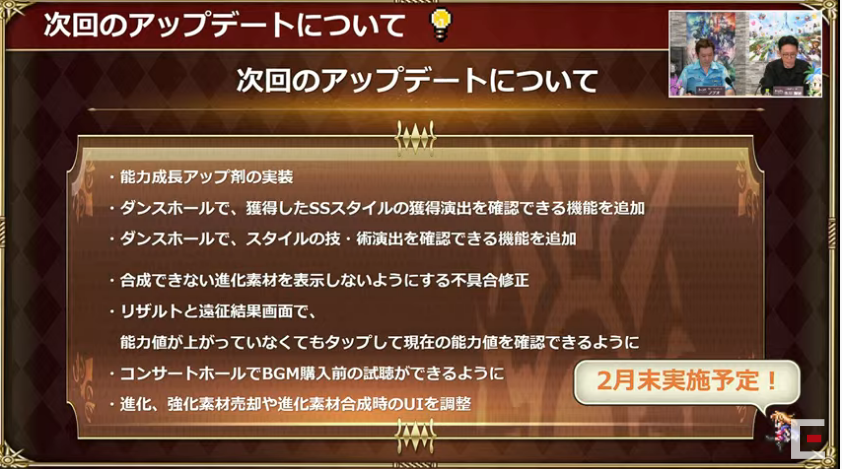 次回のアップデートについて
次回のアップデートについて
・能力成長アップ剤の実装
・ダンスホールで、獲得したSSスタイルの獲得演出を確認できる機能を追加
・ダンスホールで、スタイルの技・術演出を確認できる機能を追加
・合成できない進化素材を表示しないようにする不具合修正
・リザルトと遠征結果画面で、
能力値が上がっていなくてもタップして現在の能力値を確認できるように
・コンサートホールでBGM購入前の試聴ができるように
・進化、強化素材売却や進化素材合成時のUIを調整
2月末実施予定！